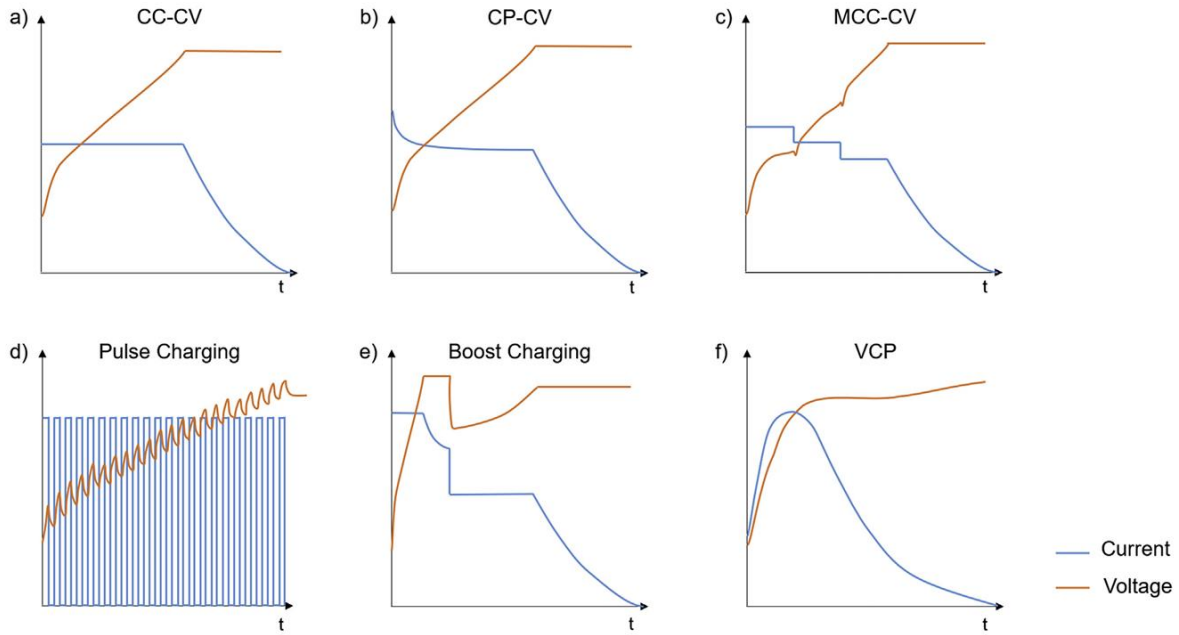 a) CC-CV
b) CP-CV
c) MCC-CV
t
t
t
d) Pulse Charging
e) Boost Charging
f) VCP
Current
Voltage
t
t
t